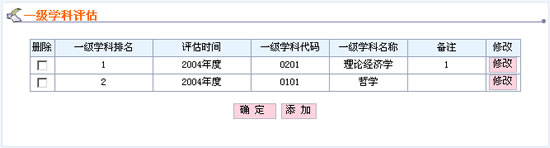 一级学科评估
删除 一级学科排名 评估时间 一级学科代码 一级学科名称 备注 修改
1 2004年度 0201 理论经济学 1 修改
2 2004年度 0101 哲学 修改
确 定 添 加